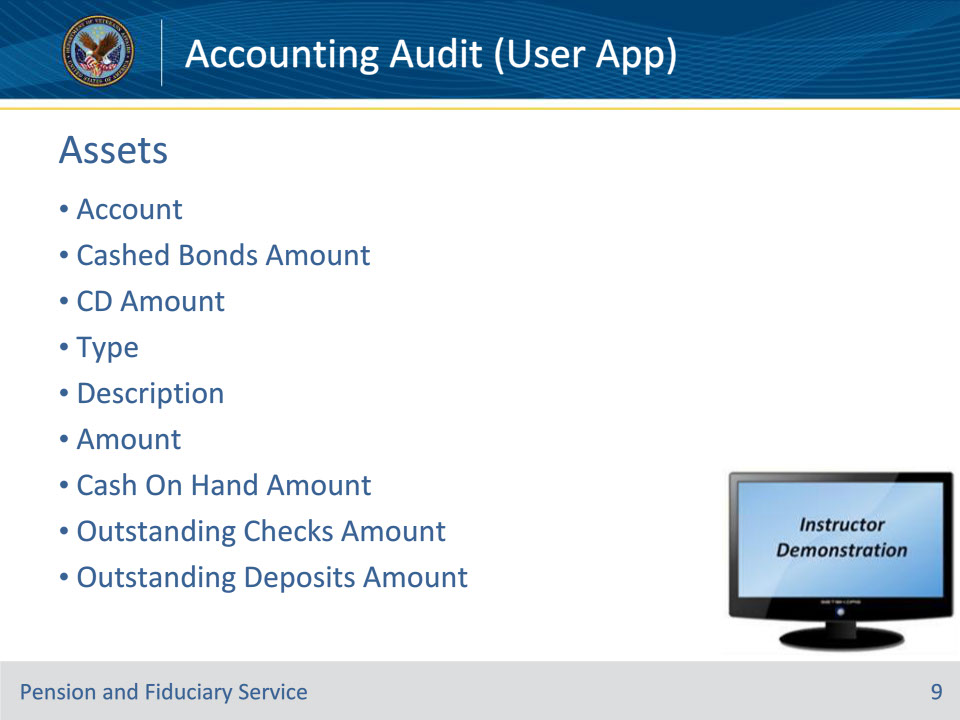 Accounting Audit (User App)
Assets
• Account
• Cashed Bonds Amount
• CD Amount
• Type
• Description
• Amount
• Cash On Hand Amount
• Outstanding Checks Amount
• Outstanding Deposits Amount
Instructor
Demonstration
Pension and Fiduciary Service
9